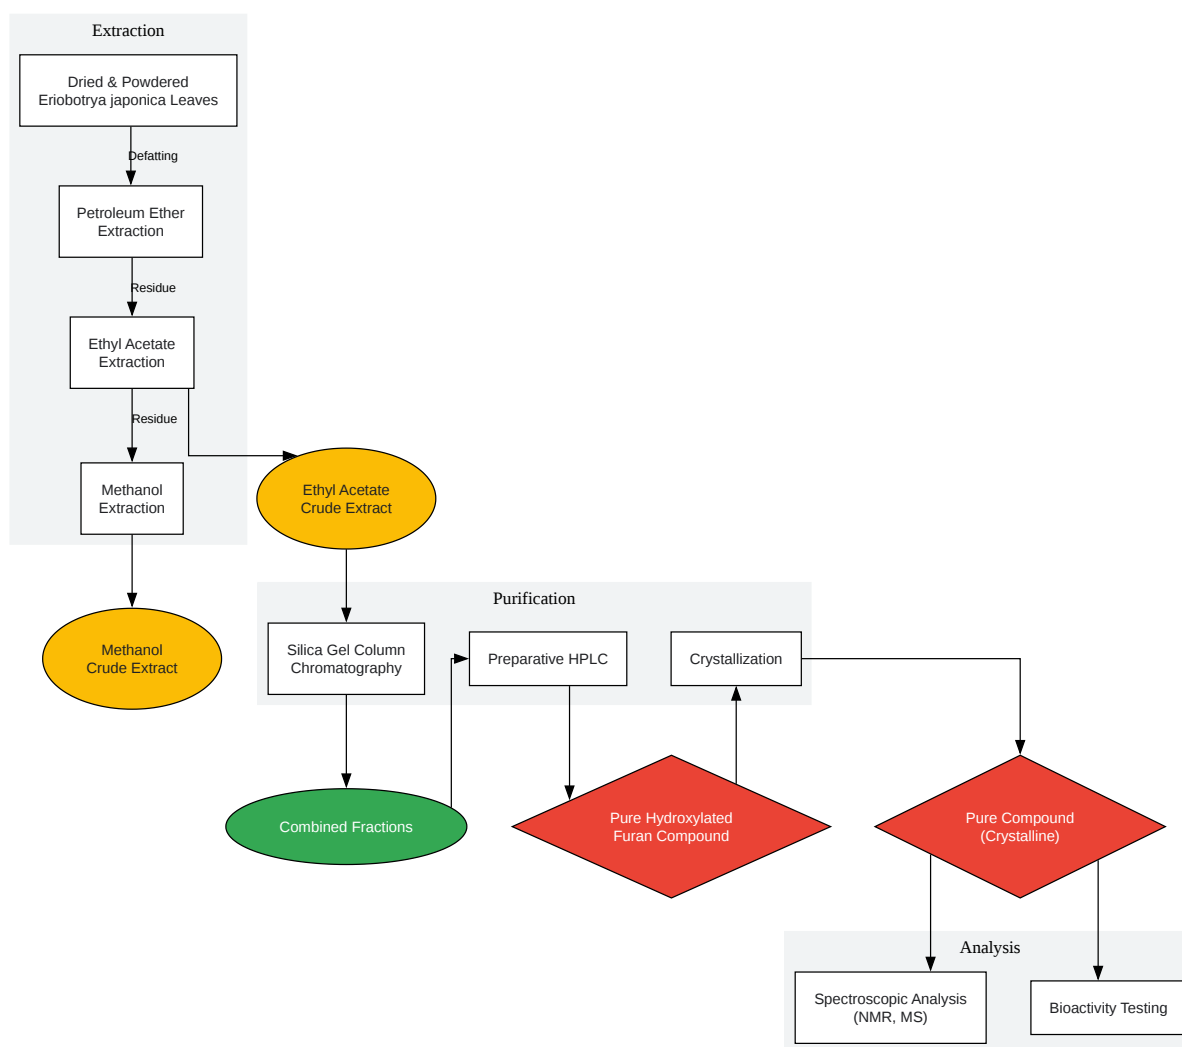 Extraction
Dried & Powdered
Eriobotrya japonica Leaves
Defatting
Petroleum Ether
Extraction
Residue
Ethyl Acetate
Extraction
Residue
Methanol
Extraction
Ethyl Acetate
Crude Extract
Methanol
Crude Extract
Purification
Silica Gel Column
Chromatography
Preparative HPLC
Crystallization
Combined Fractions
Pure Hydroxylated
Furan Compound
Pure Compound
(Crystalline)
Analysis
Spectroscopic Analysis
(NMR, MS)
Bioactivity Testing